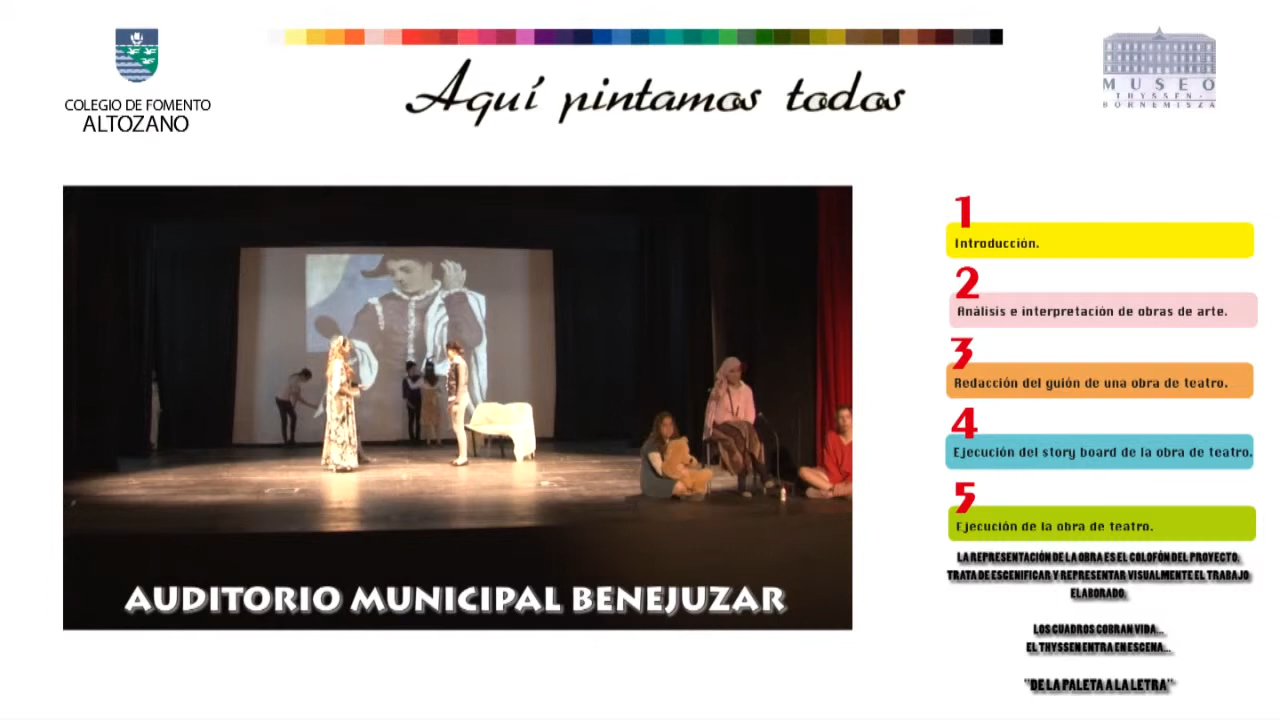 COLEGIO DE FOMENTO
ALTOZANO
Aquí pintamos todos
MUSEO
THYSSEN-
BORNEMISZA
AUDITORIO MUNICIPAL BENEJUZAR
1
Introducción.
2
Análisis e interpretación de obras de arte.
3
Redacción del guión de una obra de teatro.
4
Ejecución del story board de la obra de teatro.
5
Ejecución de la obra de teatro.
LA REPRESENTACIÓN DE LA OBRA ES EL COLOFÓN DEL PROYECTO.
TRATA DE ESCENIFICAR Y REPRESENTAR VISUALMENTE EL TRABAJO
ELABORADO.
LOS CUADROS COBRAN VIDA...
EL THYSSEN ENTRA EN ESCENA...
"DE LA PALETA A LA LETRA"